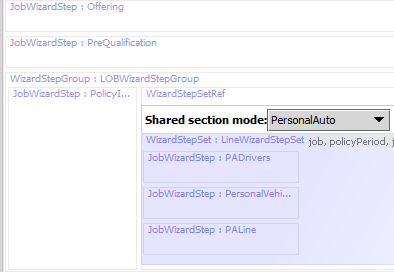 JobWizardStep : Offering
JobWizardStep : PreQualification
WizardStepGroup : LOBWizardStepGroup
JobWizardStep : PolicyI...
WizardStepSetRef
Shared section mode: PersonalAuto
WizardStepSet : LineWizardStepSet job, policyPeriod, j
JobWizardStep : PADrivers
JobWizardStep : PersonalVehi...
JobWizardStep : PALine